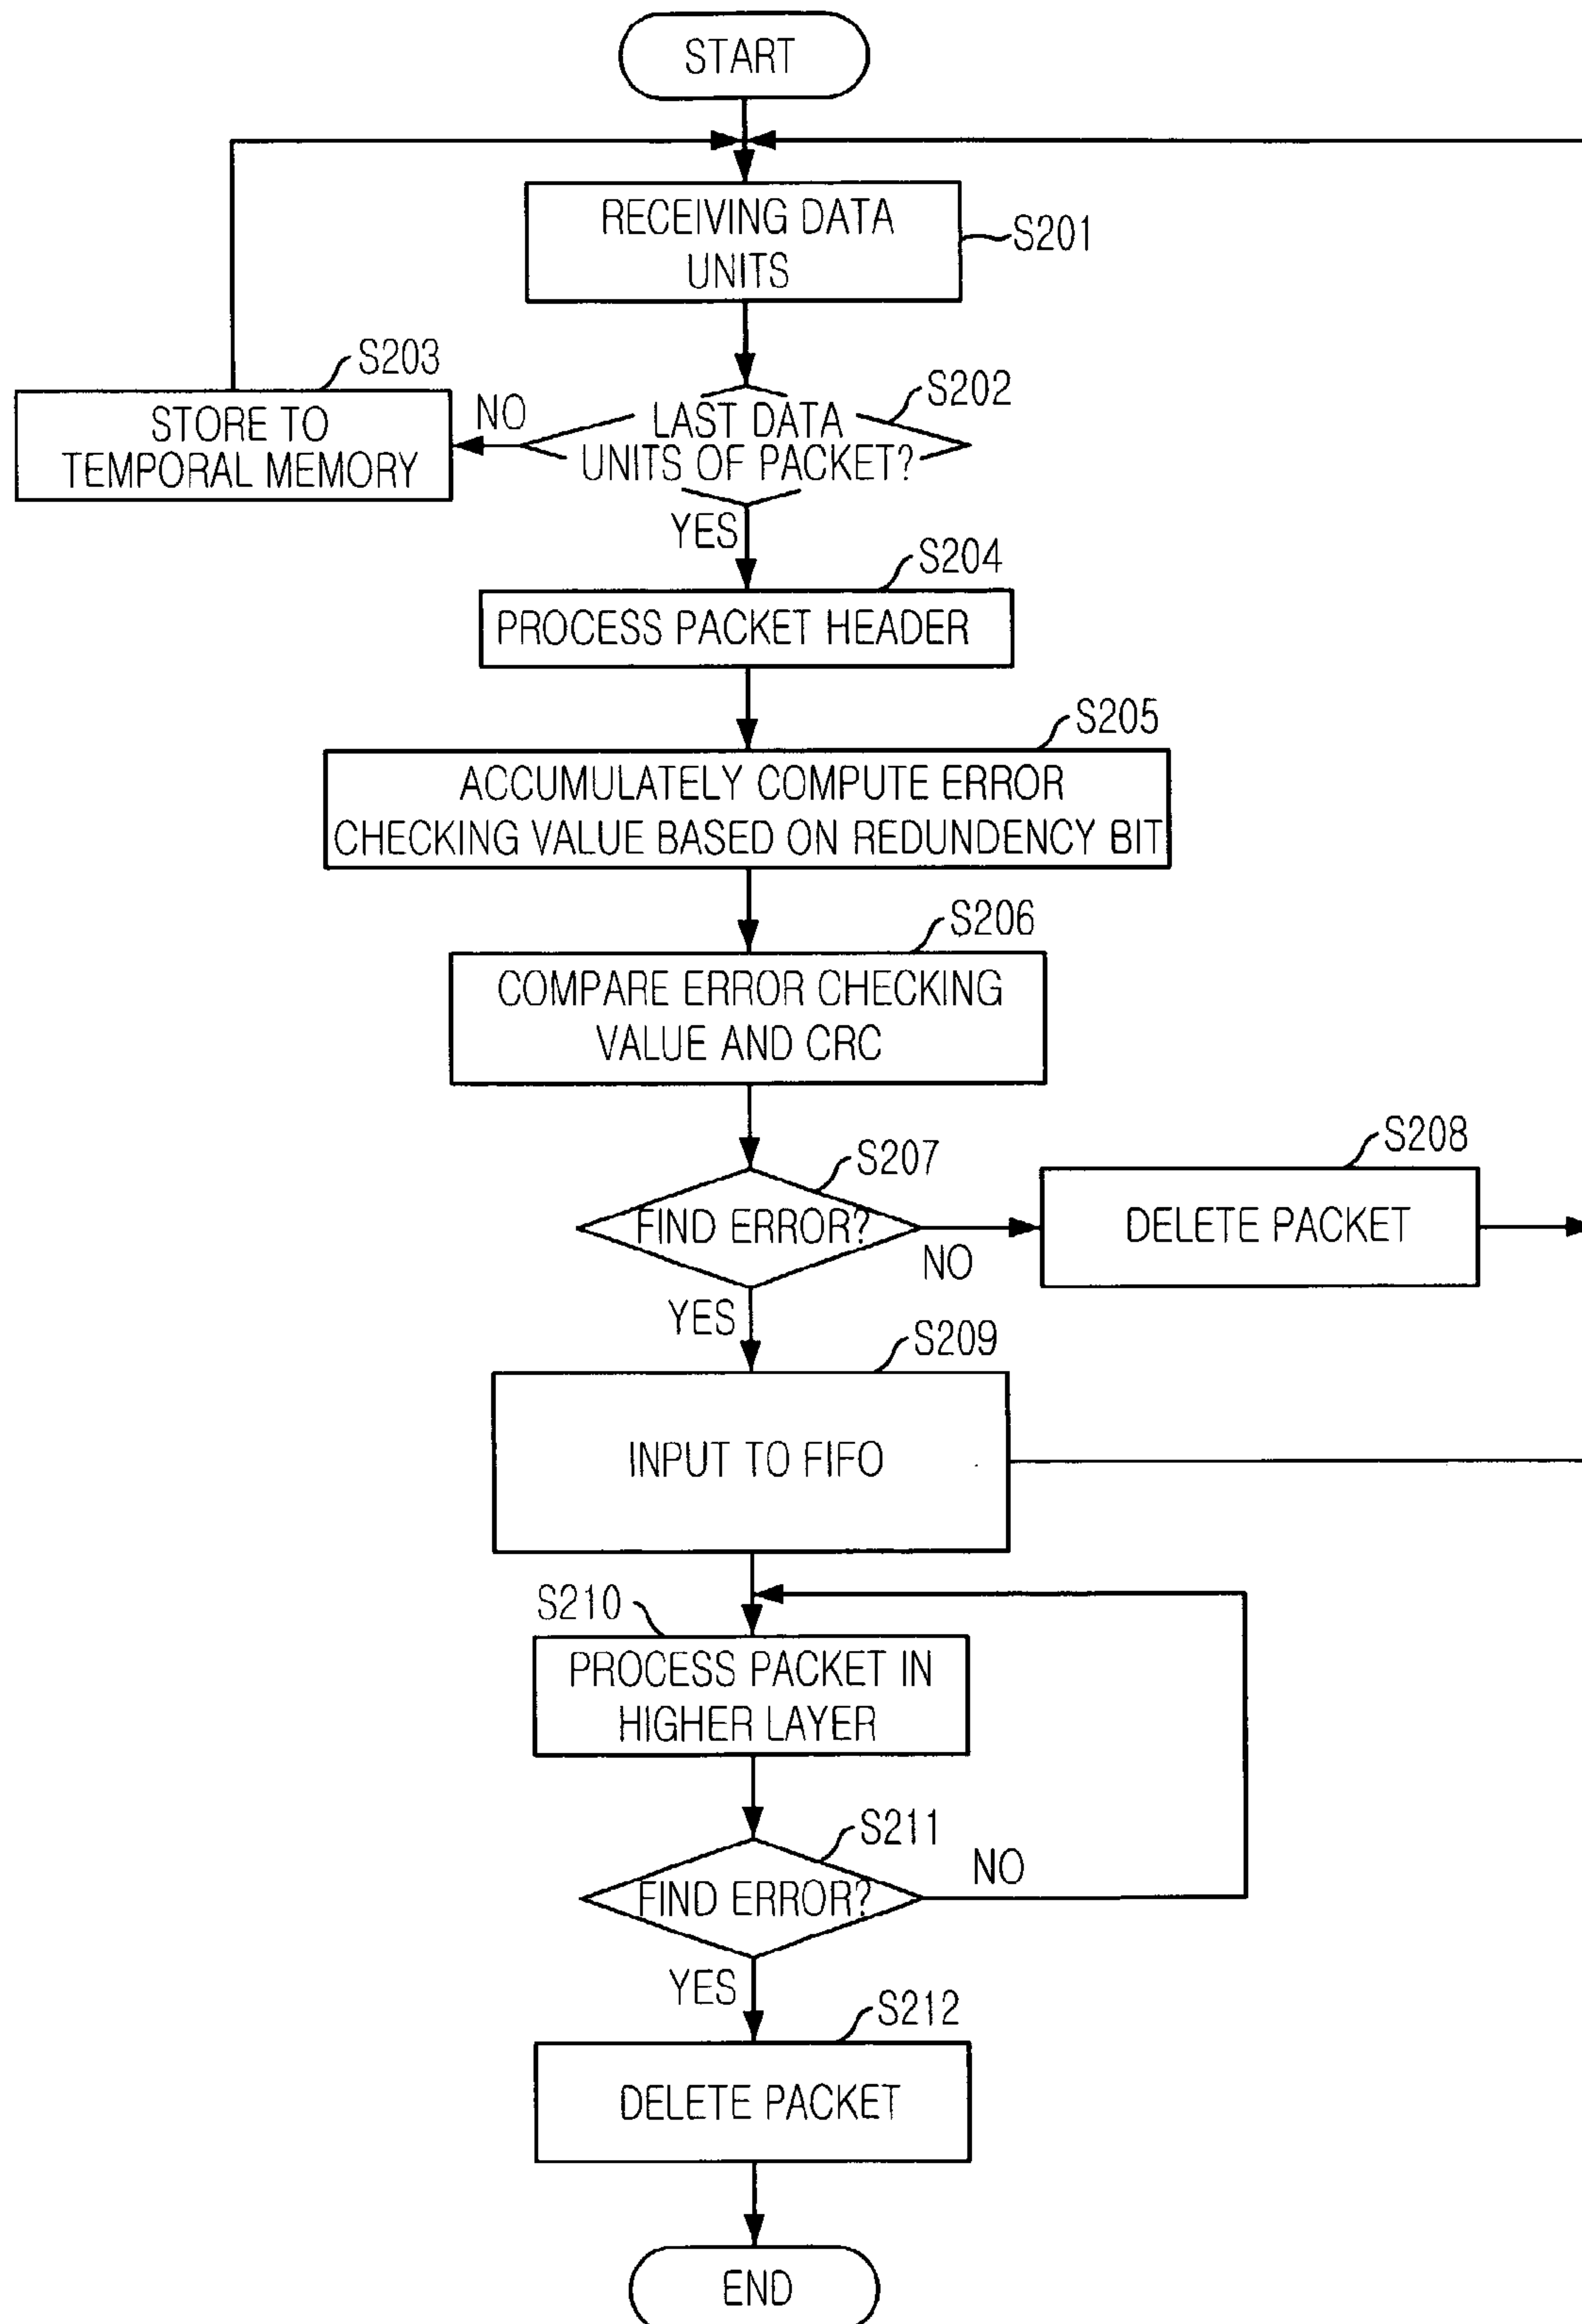 START
RECEIVING DATA
UNITS
S201
S203
STORE TO
TEMPORAL MEMORY
NO
S202
LAST DATA
UNITS OF PACKET?
YES
S204
PROCESS PACKET HEADER
S205
ACCUMULATELY COMPUTE ERROR
CHECKING VALUE BASED ON REDUNDENCY BIT
S206
COMPARE ERROR CHECKING
VALUE AND CRC
S207
FIND ERROR?
NO
S208
DELETE PACKET
YES
S209
INPUT TO FIFO
S210
PROCESS PACKET IN
HIGHER LAYER
S211
FIND ERROR?
NO
YES
S212
DELETE PACKET
END